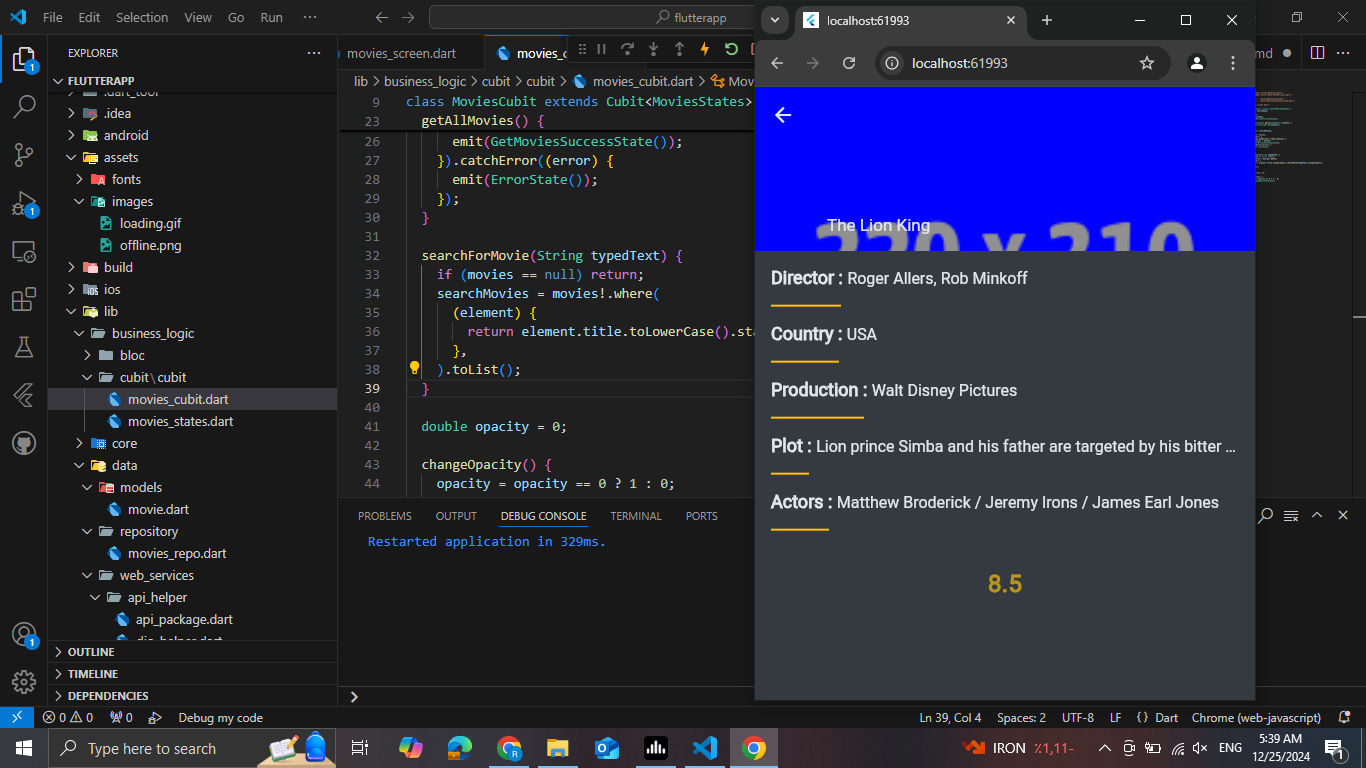 File Edit Selection View Go Run ···
flutterapp
localhost:61993
EXPLORER ···
movies_screen.dart
md
FLUTTERAPP
lib > business_logic > cubit > cubit > movies_cubit.dart >
localhost:61993
.dart_tool
.idea
android
assets
fonts
images
loading.gif
offline.png
build
ios
lib
business_logic
bloc
cubit\cubit
movies_cubit.dart
movies_states.dart
core
data
models
movie.dart
repository
movies_repo.dart
web_services
api_helper
api_package.dart
OUTLINE
TIMELINE
DEPENDENCIES
9 class MoviesCubit extends Cubit<MoviesStates>
23 getAllMovies() {
26 emit(GetMoviesSuccessState());
27 }).catchError((error) {
28 emit(ErrorState());
29 });
30 }
31
32 searchForMovie(String typedText) {
33 if (movies == null) return;
34 searchMovies = movies!.where(
35 (element) {
36 return element.title.toLowerCase().sta
37 },
38 ).toList();
39 }
40
41 double opacity = 0;
42
43 changeOpacity() {
44 opacity = opacity == 0 ? 1 : 0;
PROBLEMS OUTPUT DEBUG CONSOLE TERMINAL PORTS
Restarted application in 329ms.
The Lion King
220 x 210
Director : Roger Allers, Rob Minkoff
Country : USA
Production : Walt Disney Pictures
Plot : Lion prince Simba and his father are targeted by his bitter ...
Actors : Matthew Broderick / Jeremy Irons / James Earl Jones
8.5
0 0 0 Debug my code
Ln 39, Col 4 Spaces: 2 UTF-8 LF {} Dart Chrome (web-javascript)
Type here to search
IRON ٪1,11-
ENG
5:39 AM
12/25/2024
1